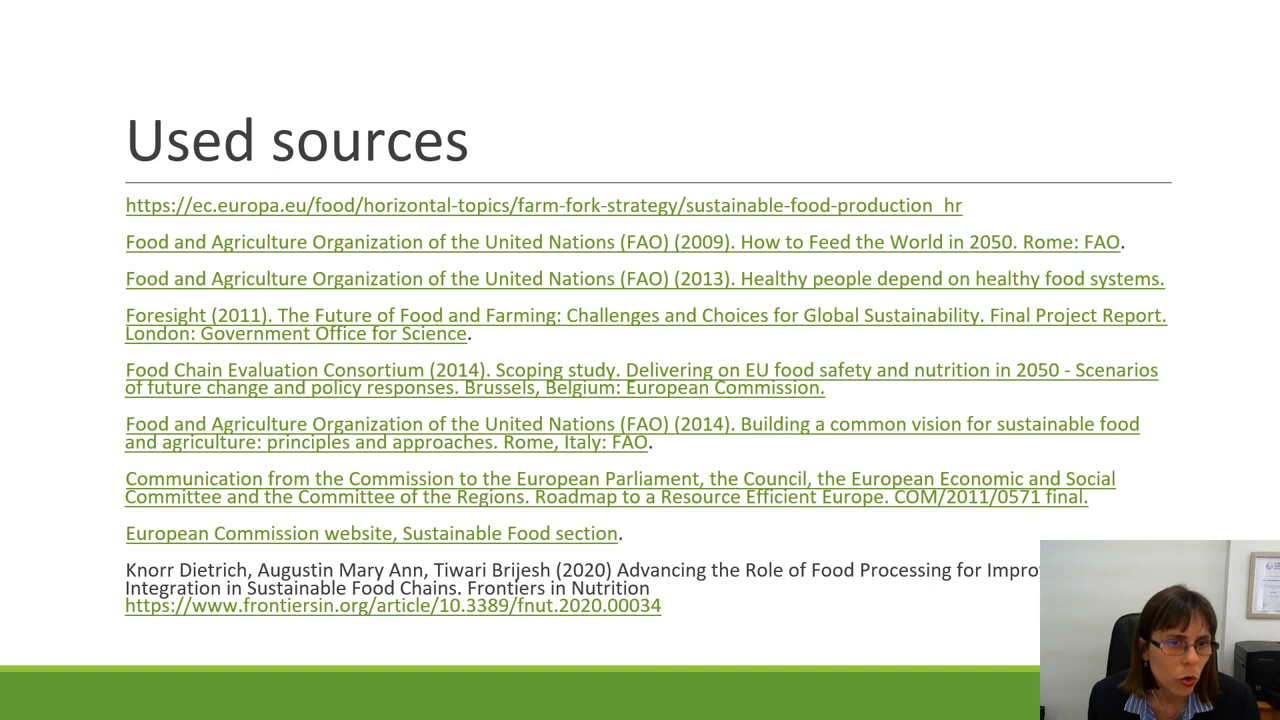 Used sources
https://ec.europa.eu/food/horizontal-topics/farm-fork-strategy/sustainable-food-production_hr
Food and Agriculture Organization of the United Nations (FAO) (2009). How to Feed the World in 2050. Rome: FAO.
Food and Agriculture Organization of the United Nations (FAO) (2013). Healthy people depend on healthy food systems.
Foresight (2011). The Future of Food and Farming: Challenges and Choices for Global Sustainability. Final Project Report.
London: Government Office for Science.
Food Chain Evaluation Consortium (2014). Scoping study. Delivering on EU food safety and nutrition in 2050 - Scenarios
of future change and policy responses. Brussels, Belgium: European Commission.
Food and Agriculture Organization of the United Nations (FAO) (2014). Building a common vision for sustainable food
and agriculture: principles and approaches. Rome, Italy: FAO.
Communication from the Commission to the European Parliament, the Council, the European Economic and Social
Committee and the Committee of the Regions. Roadmap to a Resource Efficient Europe. COM/2011/0571 final.
European Commission website, Sustainable Food section.
Knorr Dietrich, Augustin Mary Ann, Tiwari Brijesh (2020) Advancing the Role of Food Processing for
Integration in Sustainable Food Chains. Frontiers in Nutrition
https://www.frontiersin.org/article/10.3389/fnut.2020.00034